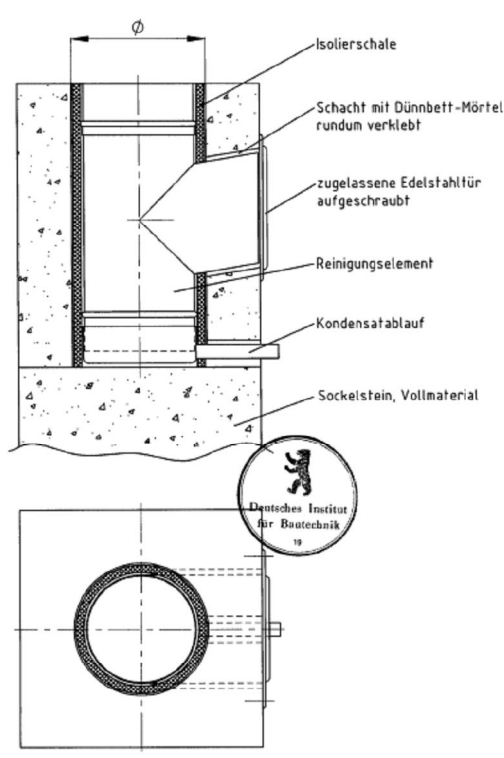 Ø
Isolierschale
Schacht mit Dünnbett-Mörtel
rundum verklebt
zugelassene Edelstahltür
aufgeschraubt
Reinigungselement
Kondensatablauf
Sockelstein, Vollmaterial
Deutsches Institut
für Bautechnik
19